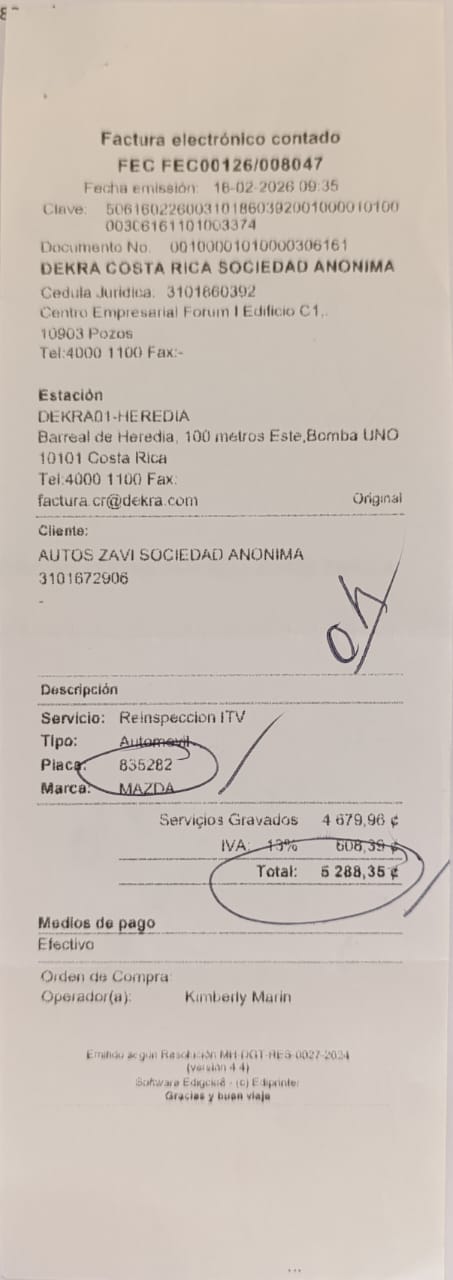 Factura electrónico contado
FEC FEC00126/008047
Fecha emisión: 16-02-2026 09:35
Clave: 506160226003101860392001000010100
00306161101003374
Documento No. 00100001010000306161
DEKRA COSTA RICA SOCIEDAD ANONIMA
Cedula Juridica: 3101860392
Centro Empresarial Forum I Edificio C1,.
10903 Pozos
Tel:4000 1100 Fax:-
Estación
DEKRA01-HEREDIA
Barreal de Heredia, 100 metros Este,Bomba UNO
10101 Costa Rica
Tel:4000 1100 Fax:
factura.cr@dekra.com Original
Cliente:
AUTOS ZAVI SOCIEDAD ANONIMA
3101672906
-
Descripción
Servicio: Reinspeccion ITV
Tipo: Automovil
Placa: 835282
Marca: MAZDA
Servicios Gravados 4 679,96 ¢
IVA: 13% 608,39 ¢
Total: 5 288,35 ¢
Medios de pago
Efectivo
Orden de Compra:
Operador(a): Kimberly Marin
Emitido según Resolución MH-DGT-RES-0027-2024
(versión 4.4)
Software Edigcis® - (c) Ediprinter
Gracias y buen viaje